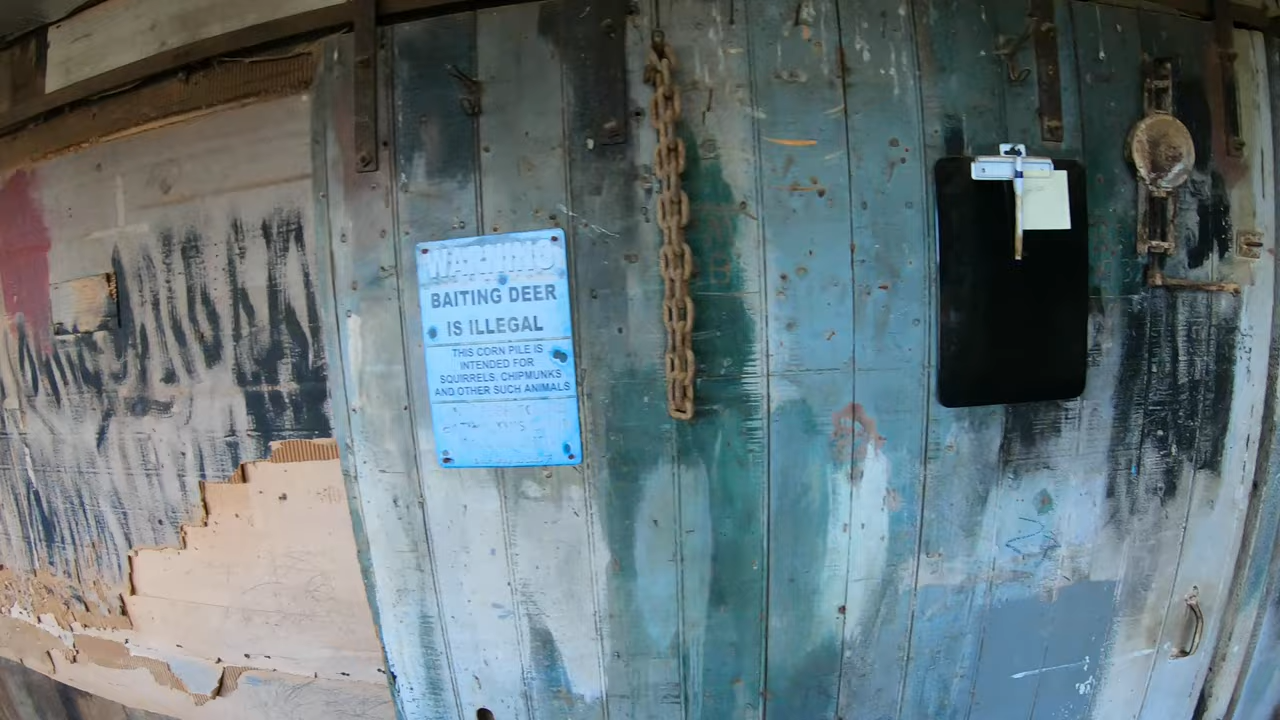 WARNING
BAITING DEER
IS ILLEGAL
THIS CORN PILE IS
INTENDED FOR
SQUIRRELS, CHIPMUNKS
AND OTHER SUCH ANIMALS